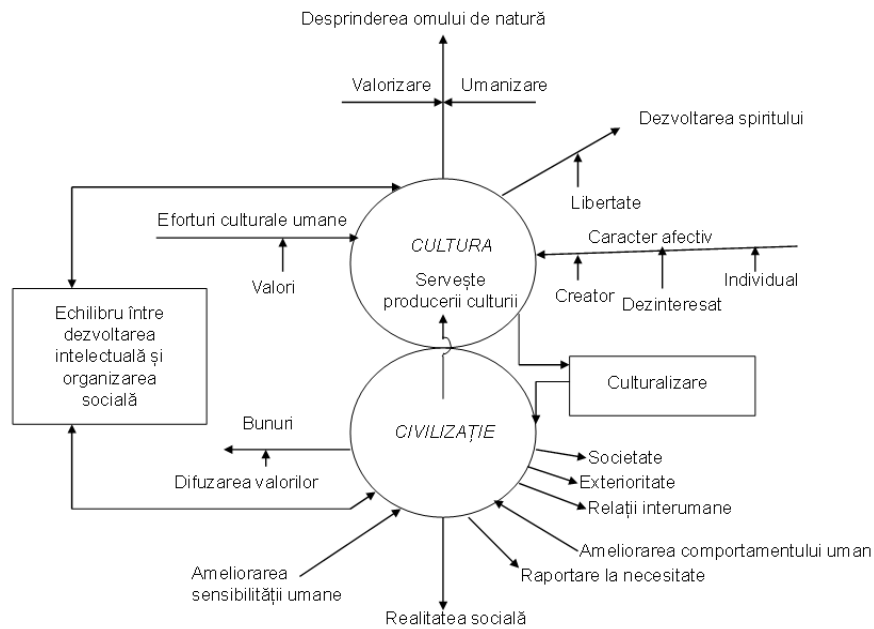 Desprinderea omului de natură
Valorizare
Umanizare
Dezvoltarea spiritului
Libertate
Eforturi culturale umane
Valori
CULTURA
Servește
producerii culturii
Caracter afectiv
Creator
Dezinteresat
Individual
Echilibru între
dezvoltarea
intelectuală și
organizarea
socială
Culturalizare
Bunuri
Difuzarea valorilor
CIVILIZAȚIE
Societate
Exterioritate
Relații interumane
Ameliorarea comportamentului uman
Raportare la necesitate
Ameliorarea
sensibilității umane
Realitatea socială